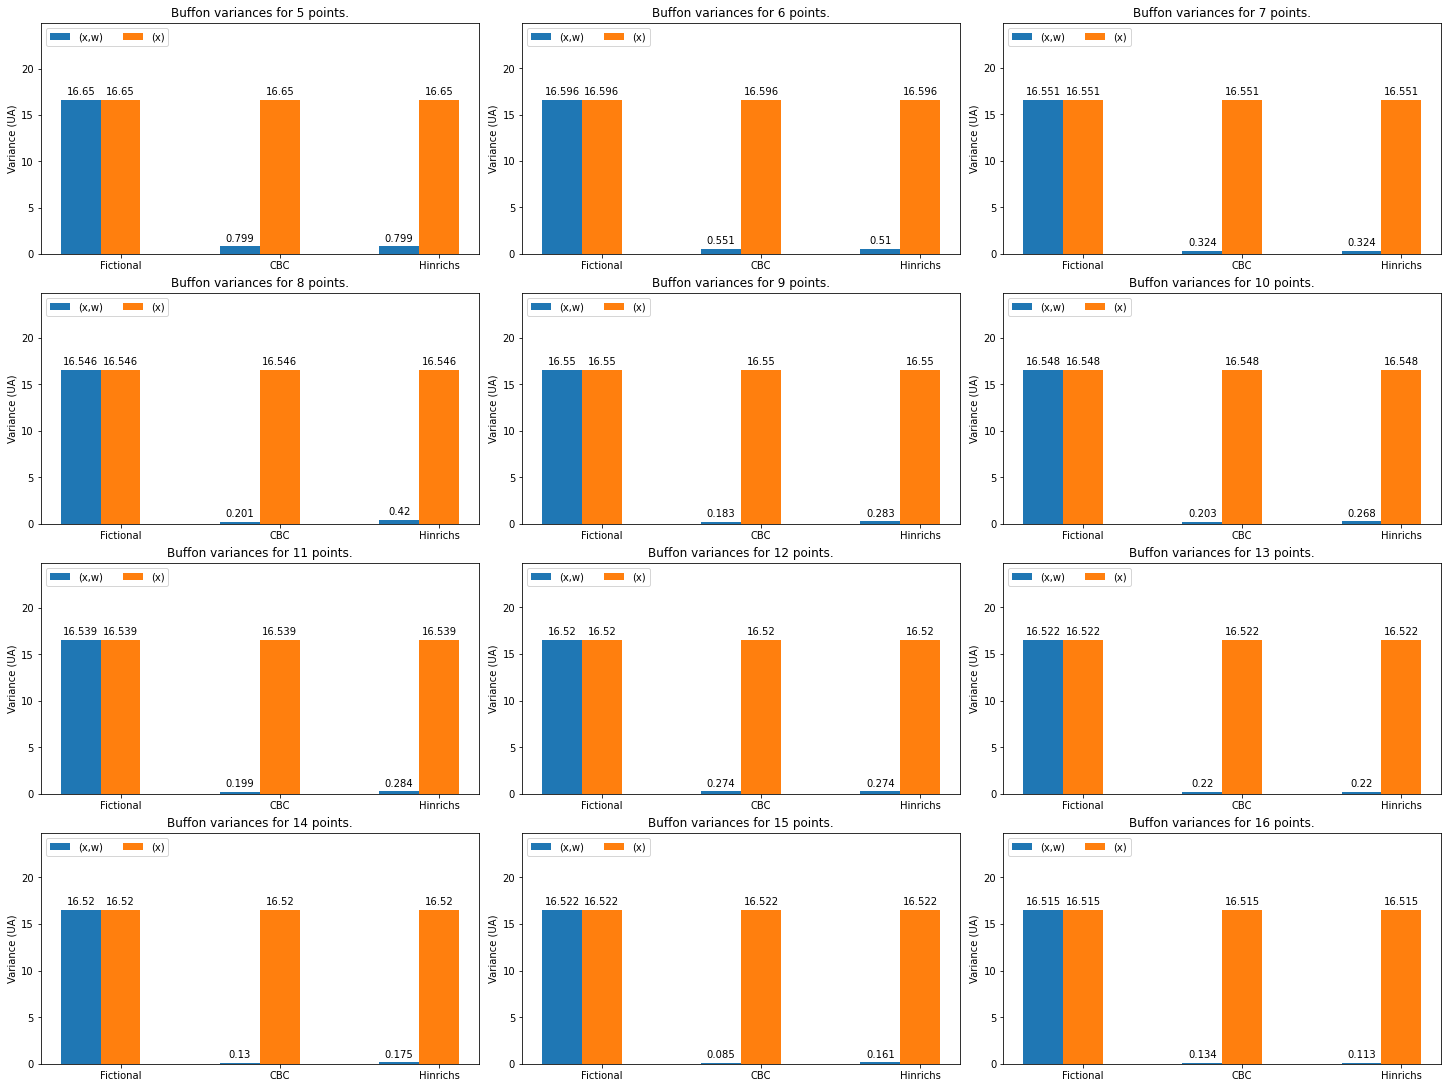 Buffon variances for 5 points.
(x,w) (x)
Variance (UA)
20
15
10
5
0
16.65 16.65 16.65 16.65
0.799 0.799
Fictional CBC Hinrichs
Buffon variances for 6 points.
(x,w) (x)
Variance (UA)
20
15
10
5
0
16.596 16.596 16.596 16.596
0.551 0.51
Fictional CBC Hinrichs
Buffon variances for 7 points.
(x,w) (x)
Variance (UA)
20
15
10
5
0
16.551 16.551 16.551 16.551
0.324 0.324
Fictional CBC Hinrichs
Buffon variances for 8 points.
(x,w) (x)
Variance (UA)
20
15
10
5
0
16.546 16.546 16.546 16.546
0.201 0.42
Fictional CBC Hinrichs
Buffon variances for 9 points.
(x,w) (x)
Variance (UA)
20
15
10
5
0
16.55 16.55 16.55 16.55
0.183 0.283
Fictional CBC Hinrichs
Buffon variances for 10 points.
(x,w) (x)
Variance (UA)
20
15
10
5
0
16.548 16.548 16.548 16.548
0.203 0.268
Fictional CBC Hinrichs
Buffon variances for 11 points.
(x,w) (x)
Variance (UA)
20
15
10
5
0
16.539 16.539 16.539 16.539
0.199 0.284
Fictional CBC Hinrichs
Buffon variances for 12 points.
(x,w) (x)
Variance (UA)
20
15
10
5
0
16.52 16.52 16.52 16.52
0.274 0.274
Fictional CBC Hinrichs
Buffon variances for 13 points.
(x,w) (x)
Variance (UA)
20
15
10
5
0
16.522 16.522 16.522 16.522
0.22 0.22
Fictional CBC Hinrichs
Buffon variances for 14 points.
(x,w) (x)
Variance (UA)
20
15
10
5
0
16.52 16.52 16.52 16.52
0.13 0.175
Fictional CBC Hinrichs
Buffon variances for 15 points.
(x,w) (x)
Variance (UA)
20
15
10
5
0
16.522 16.522 16.522 16.522
0.085 0.161
Fictional CBC Hinrichs
Buffon variances for 16 points.
(x,w) (x)
Variance (UA)
20
15
10
5
0
16.515 16.515 16.515 16.515
0.134 0.113
Fictional CBC Hinrichs